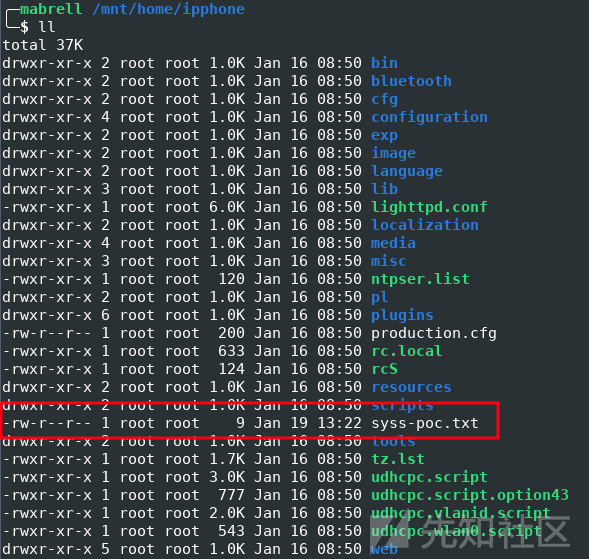 mabrell /mnt/home/ipphone
$ ll
total 37K
drwxr-xr-x 2 root root 1.0K Jan 16 08:50 bin
drwxr-xr-x 2 root root 1.0K Jan 16 08:50 bluetooth
drwxr-xr-x 2 root root 1.0K Jan 16 08:50 cfg
drwxr-xr-x 4 root root 1.0K Jan 16 08:50 configuration
drwxr-xr-x 2 root root 1.0K Jan 16 08:50 exp
drwxr-xr-x 2 root root 1.0K Jan 16 08:50 image
drwxr-xr-x 2 root root 1.0K Jan 16 08:50 language
drwxr-xr-x 3 root root 1.0K Jan 16 08:50 lib
-rwxr-xr-x 1 root root 6.0K Jan 16 08:50 lighttpd.conf
drwxr-xr-x 2 root root 1.0K Jan 16 08:50 localization
drwxr-xr-x 4 root root 1.0K Jan 16 08:50 media
drwxr-xr-x 3 root root 1.0K Jan 16 08:50 misc
-rwxr-xr-x 1 root root 120 Jan 16 08:50 ntpser.list
drwxr-xr-x 2 root root 1.0K Jan 16 08:50 pl
drwxr-xr-x 6 root root 1.0K Jan 16 08:50 plugins
-rw-r--r-- 1 root root 200 Jan 16 08:50 production.cfg
-rwxr-xr-x 1 root root 633 Jan 16 08:50 rc.local
-rwxr-xr-x 1 root root 124 Jan 16 08:50 rcS
drwxr-xr-x 2 root root 1.0K Jan 16 08:50 resources
drwxr-xr-x 2 root root 1.0K Jan 16 08:50 scripts
-rw-r--r-- 1 root root 9 Jan 19 13:22 syss-poc.txt
drwxr-xr-x 2 root root 1.0K Jan 16 08:50 tools
-rwxr-xr-x 1 root root 1.7K Jan 16 08:50 tz.lst
-rwxr-xr-x 1 root root 3.0K Jan 16 08:50 udhcpc.script
-rwxr-xr-x 1 root root 777 Jan 16 08:50 udhcpc.script.option43
-rwxr-xr-x 1 root root 2.0K Jan 16 08:50 udhcpc.vlanid.script
-rwxr-xr-x 1 root root 543 Jan 16 08:50 udhcpc.wlan0.script
drwxr-xr-x 5 root root 1.0K Jan 16 08:50 web
先知社区